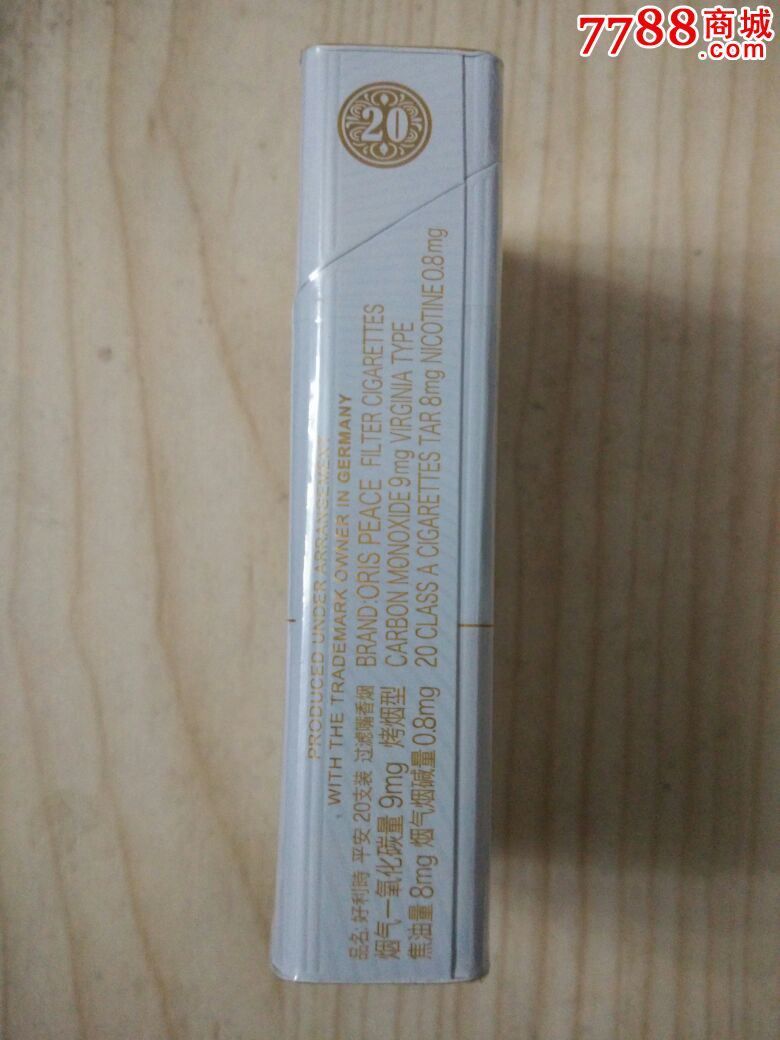 7788商城
.com
20
PRODUCED UNDER ARRANGEMENT
WITH THE TRADEMARK OWNER IN GERMANY
品名: 好利時 平安 20支装 过滤嘴香烟 BRAND:ORIS PEACE FILTER CIGARETTES
烟气一氧化碳量 9mg 烤烟型 CARBON MONOXIDE 9mg VIRGINIA TYPE
焦油量 8mg 烟气烟碱量 0.8mg 20 CLASS A CIGARETTES TAR 8mg NICOTINE 0.8mg